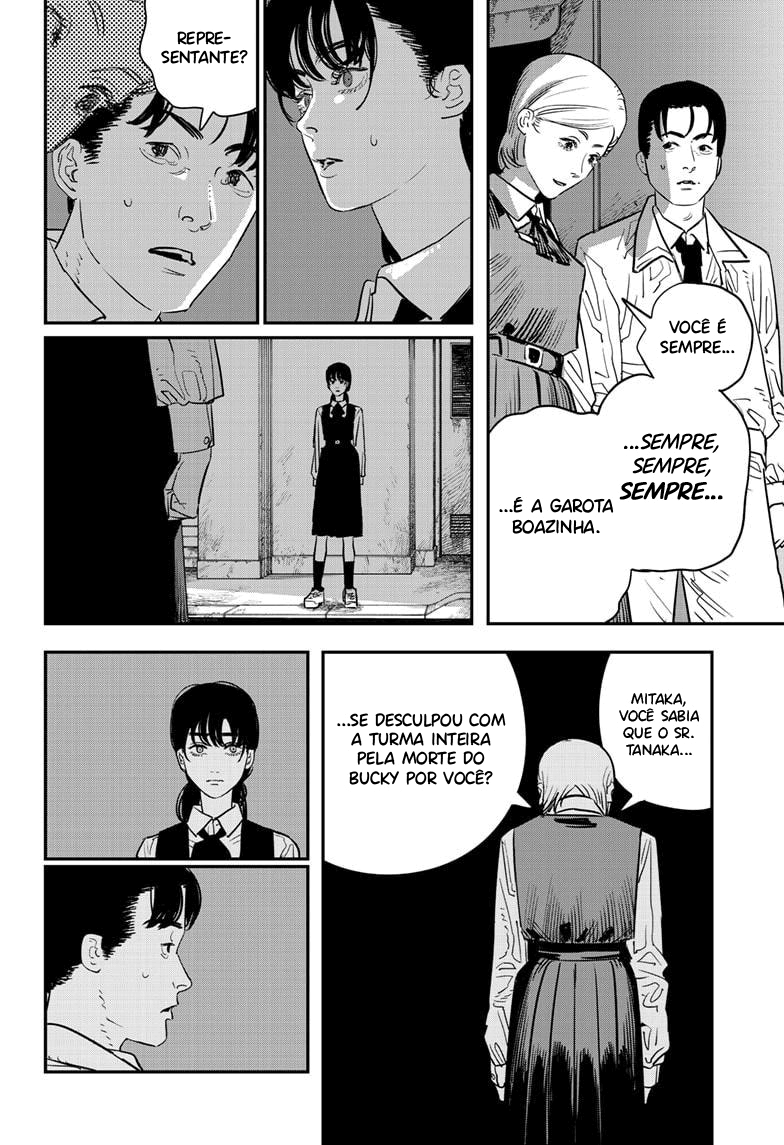 VOCÊ É
SEMPRE...
...SEMPRE,
SEMPRE,
SEMPRE...
...É A GAROTA
BOAZINHA.
REPRE-
SENTANTE?
MITAKA,
VOCÊ SABIA
QUE O SR.
TANAKA...
...SE DESCULPOU COM
A TURMA INTEIRA
PELA MORTE DO
BUCKY POR VOCÊ?